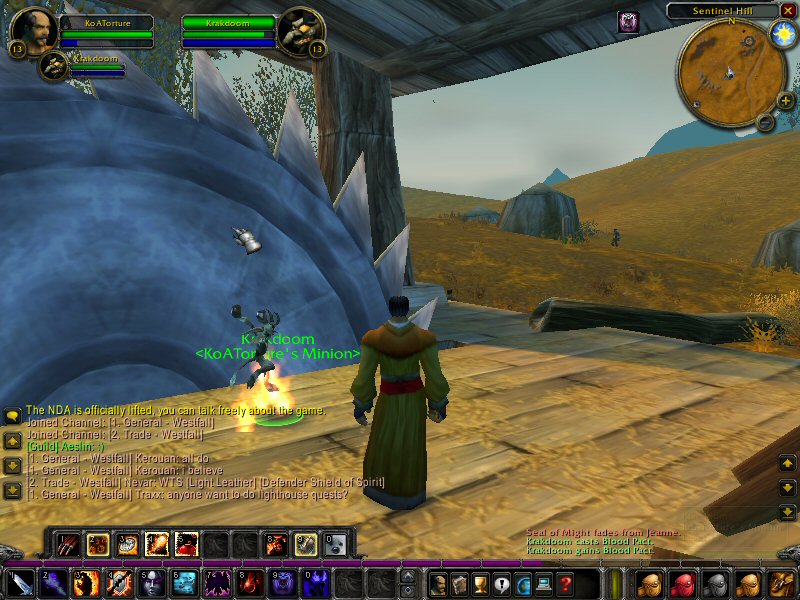 KoATorture
Krakdoom
Sentinel Hill
N
13
13
Krakdoom
Krakdoom
<KoATorture's Minion>
The NDA is officially lifted, you can talk freely about the game.
Joined Channel: [1. General - Westfall]
Joined Channel: [2. Trade - Westfall]
[Guild] Aeslin: :)
[1. General - Westfall] Kerouan: all do
[1. General - Westfall] Kerouan: i believe
[2. Trade - Westfall] Nevar: WTS [Light Leather] [Defender Shield of Spirit]
[1. General - Westfall] Traxx: anyone want to do lighthouse quests?
Seal of Might fades from Jeanne.
Krakdoom casts Blood Pact.
Krakdoom gains Blood Pact.